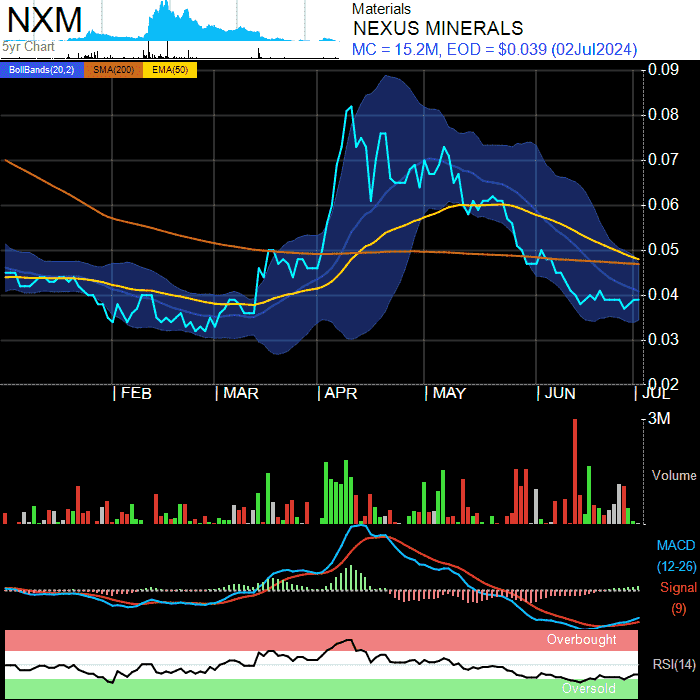 NXM
5yr Chart
Materials
NEXUS MINERALS
MC = 15.2M, EOD = $0.039 (02Jul2024)
BollBands(20,2) SMA(200) EMA(50)
0.09
0.08
0.07
0.06
0.05
0.04
0.03
0.02
FEB MAR APR MAY JUN JUL
3M
Volume
MACD
(12-26)
Signal
(9)
Overbought
RSI(14)
Oversold